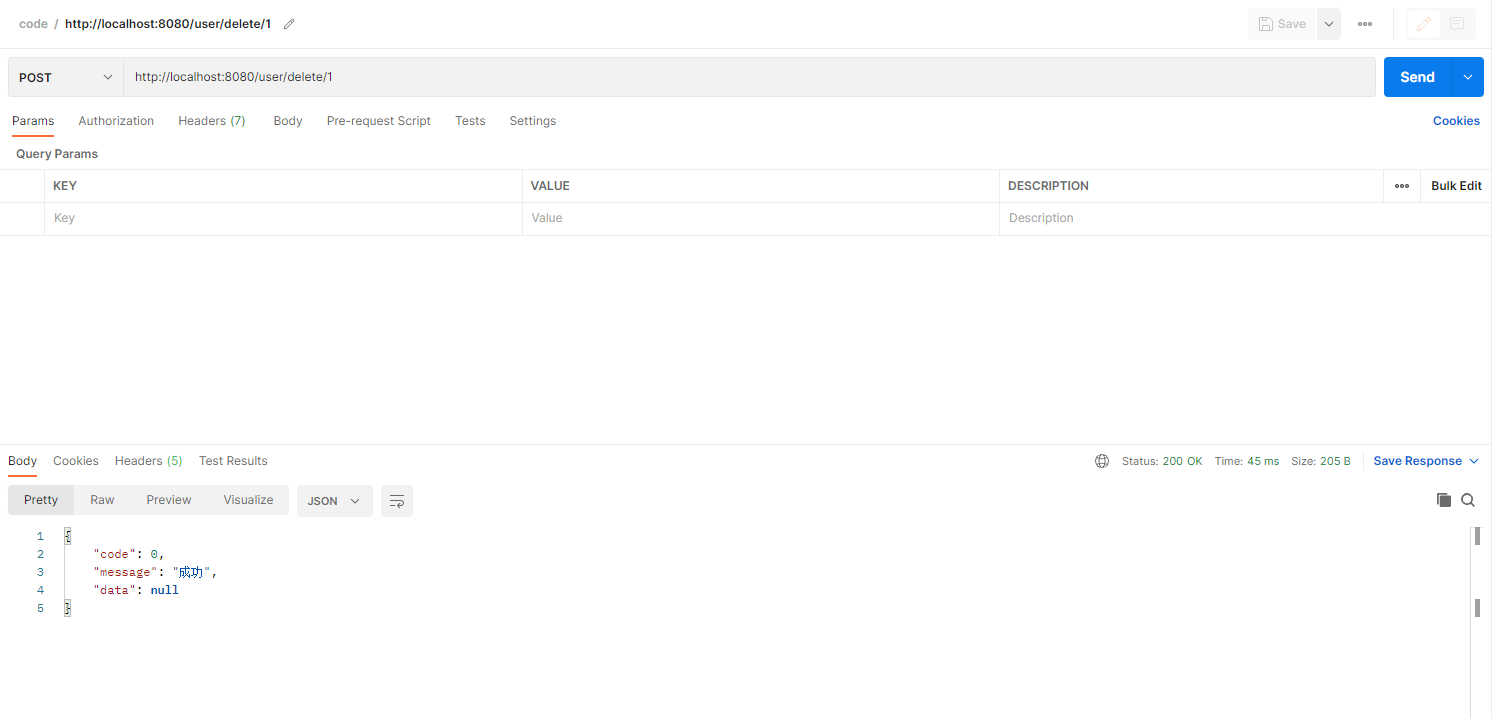 code / http://localhost:8080/user/delete/1 Save
POST http://localhost:8080/user/delete/1 Send
Params Authorization Headers (7) Body Pre-request Script Tests Settings Cookies
Query Params
KEY VALUE DESCRIPTION Bulk Edit
Key Value Description
Body Cookies Headers (5) Test Results Status: 200 OK Time: 45 ms Size: 205 B Save Response
Pretty Raw Preview Visualize JSON
1 {
2 "code": 0,
3 "message": "成功",
4 "data": null
5 }